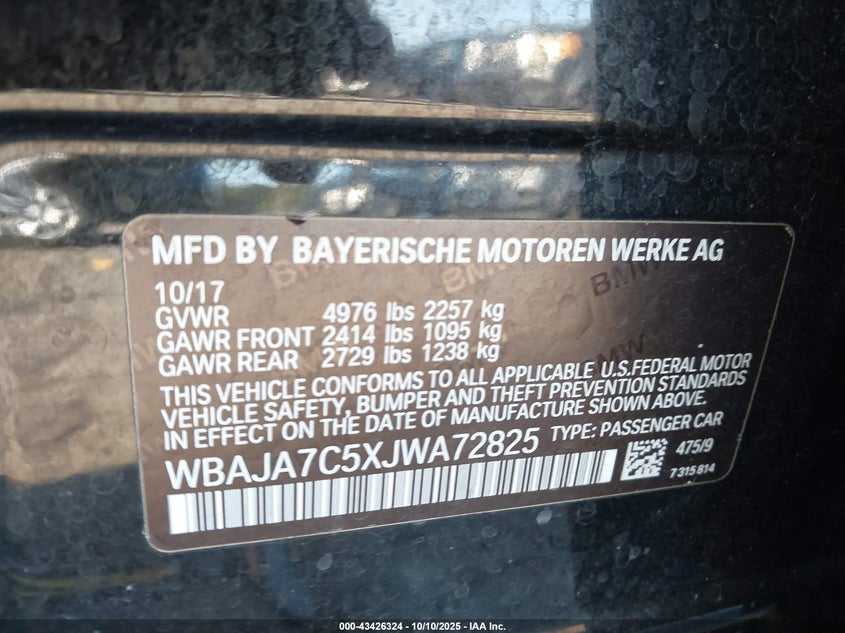 MFD BY BAYERISCHE MOTOREN WERKE AG
10/17
GVWR 4976 lbs 2257 kg
GAWR FRONT 2414 lbs 1095 kg
GAWR REAR 2729 lbs 1238 kg
THIS VEHICLE CONFORMS TO ALL APPLICABLE U.S.FEDERAL MOTOR
VEHICLE SAFETY, BUMPER AND THEFT PREVENTION STANDARDS
IN EFFECT ON THE DATE OF MANUFACTURE SHOWN ABOVE.
WBAJA7C5XJWA72825 TYPE: PASSENGER CAR
475/9
7 315 814
000-43426324 - 10/10/2025 - IAA Inc.